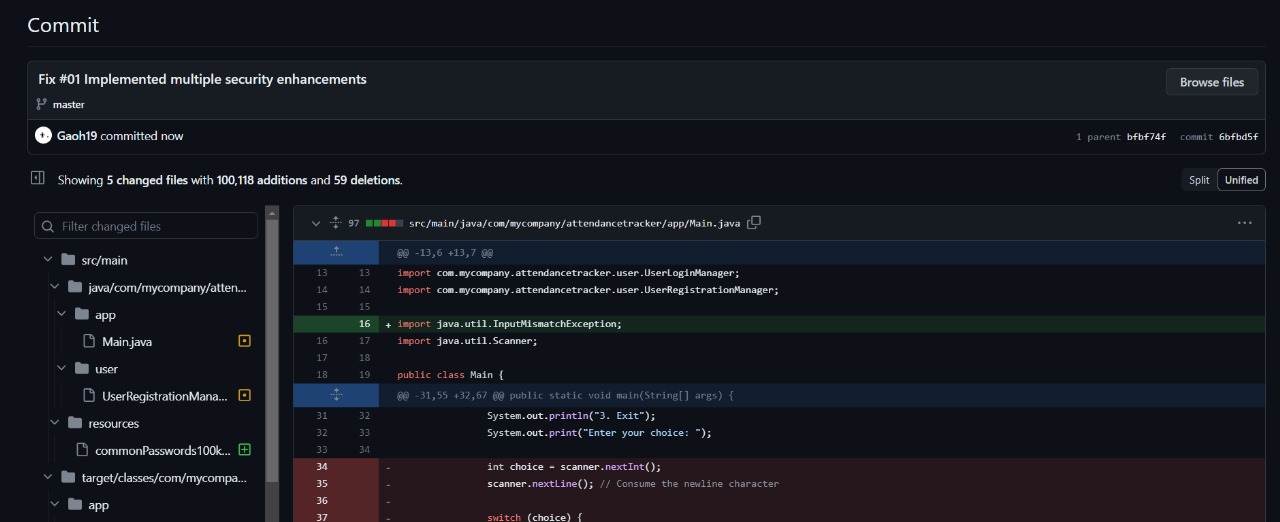 Commit
Fix #01 Implemented multiple security enhancements
Browse files
master
Gaoh19 committed now
1 parent bfbf74f commit 6bfbd5f
Showing 5 changed files with 100,118 additions and 59 deletions.
Split Unified
Filter changed files
src/main
java/com/mycompany/atten...
app
Main.java
user
UserRegistrationMana...
resources
commonPasswords100k...
target/classes/com/mycompa...
app
97 src/main/java/com/mycompany/attendancetracker/app/Main.java
@@ -13,6 +13,7 @@
13 13 import com.mycompany.attendancetracker.user.UserLoginManager;
14 14 import com.mycompany.attendancetracker.user.UserRegistrationManager;
15 15
16 + import java.util.InputMismatchException;
16 17 import java.util.Scanner;
17 18
18 19 public class Main {
@@ -31,55 +32,67 @@ public static void main(String[] args) {
31 32 System.out.println("3. Exit");
32 33 System.out.print("Enter your choice: ");
33 34
34 - int choice = scanner.nextInt();
35 - scanner.nextLine(); // Consume the newline character
36 -
37 - switch (choice) {